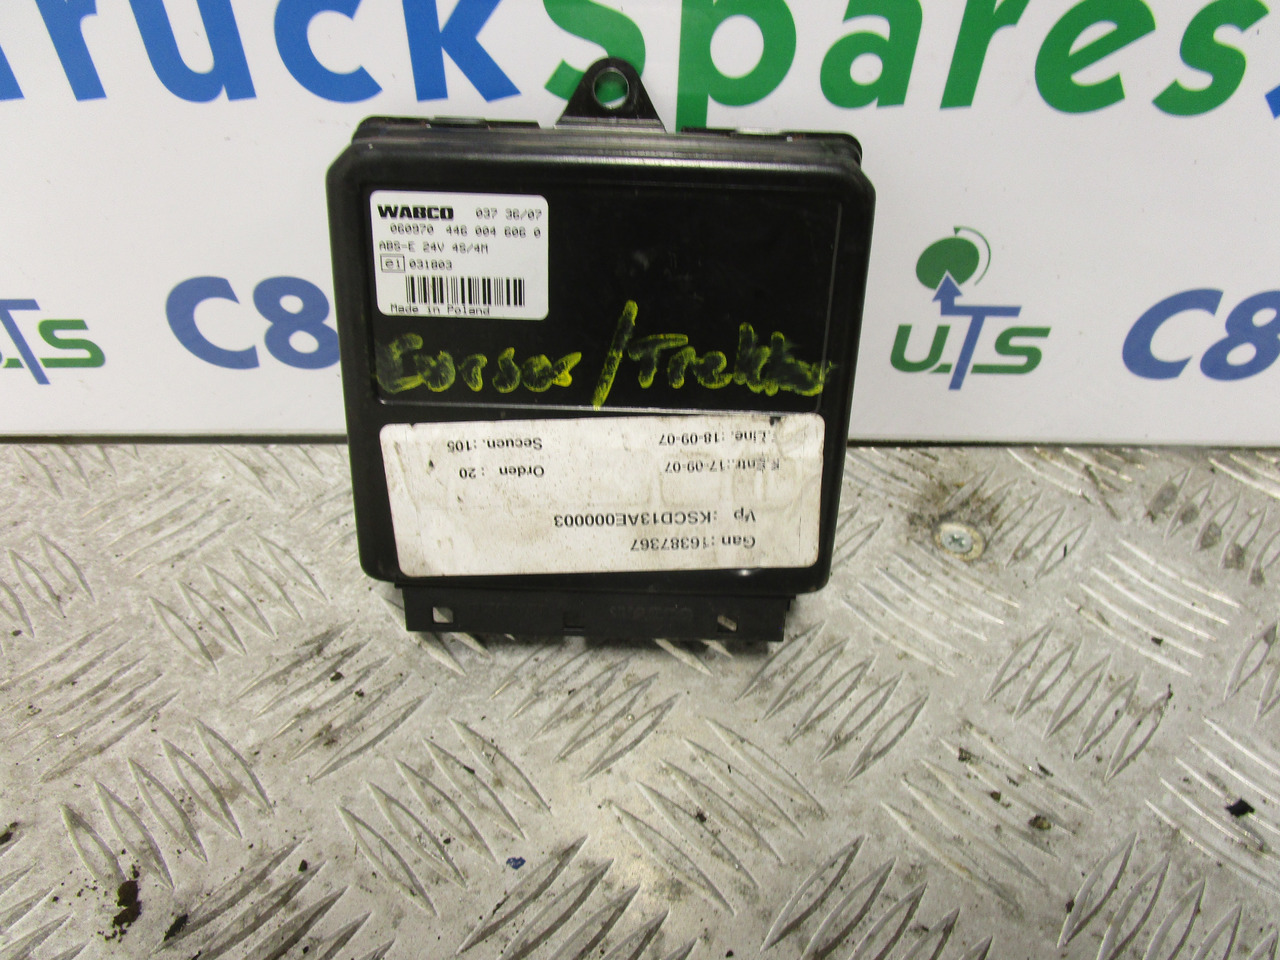 truckspares
WABCO 037 36/07
060970 446 004 606 0
ABS-E 24V 4S/4M
e1 031803
Made in Poland
UTS C8 UTS C8
/Trekker
Gan :16387367
Vp :KSCD13AE000003
F.Entr.:17-09-07 Orden : 20
F.Line. :18-09-07 Secuen. :105